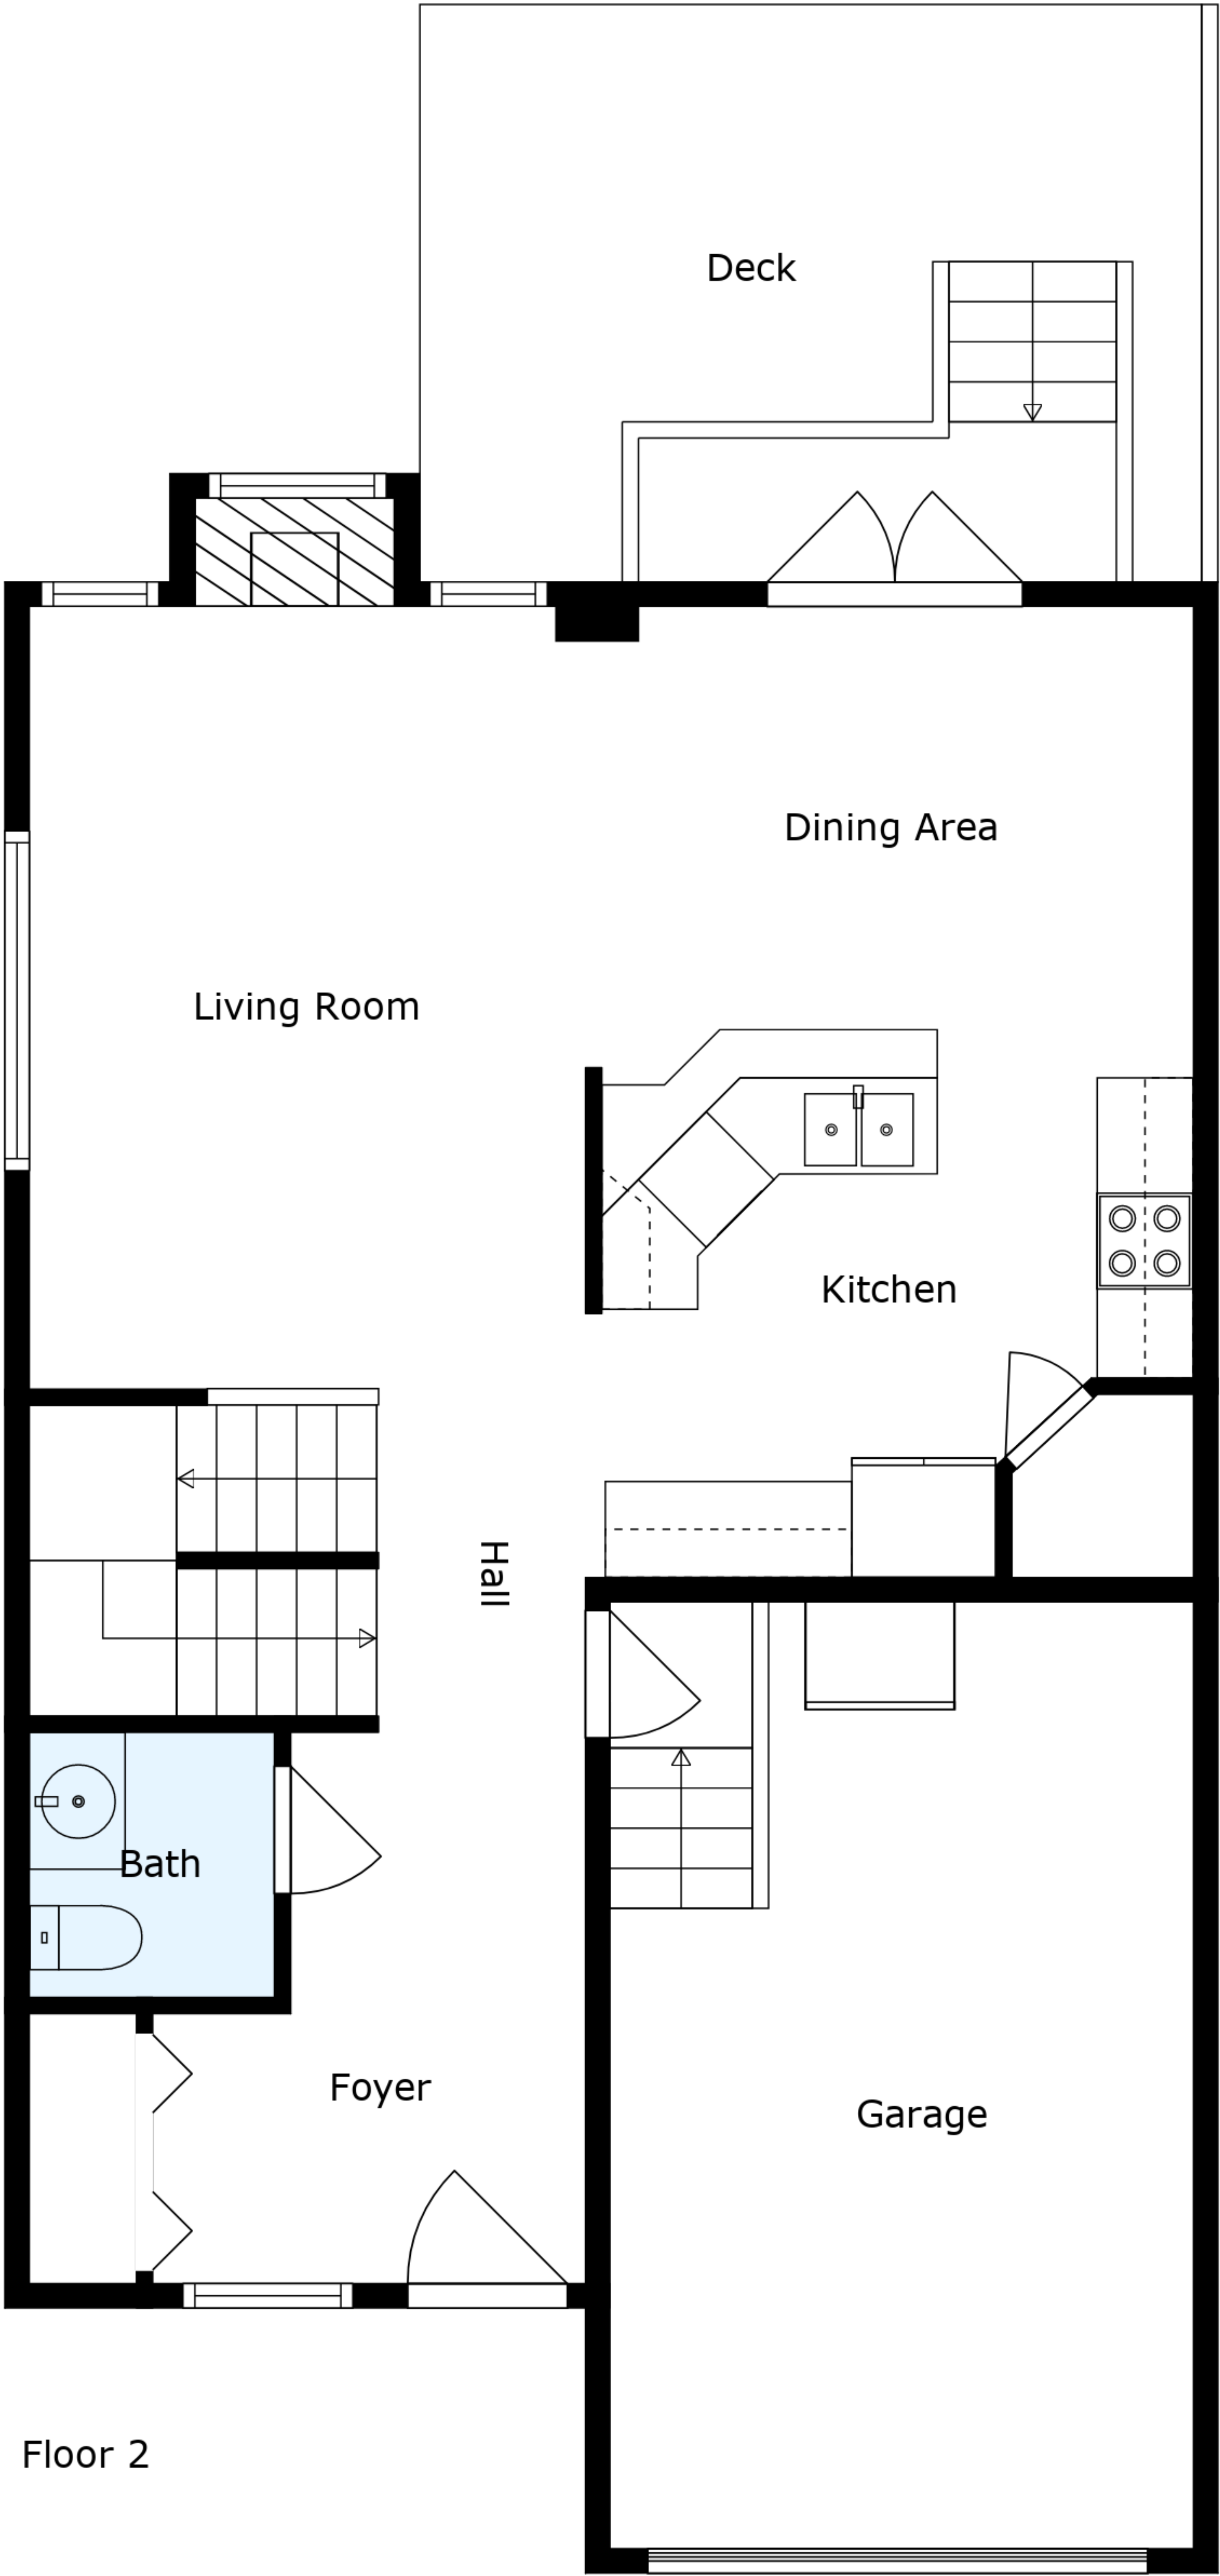 Deck
Dining Area
Living Room
Kitchen
Hall
Bath
Foyer
Garage
Floor 2